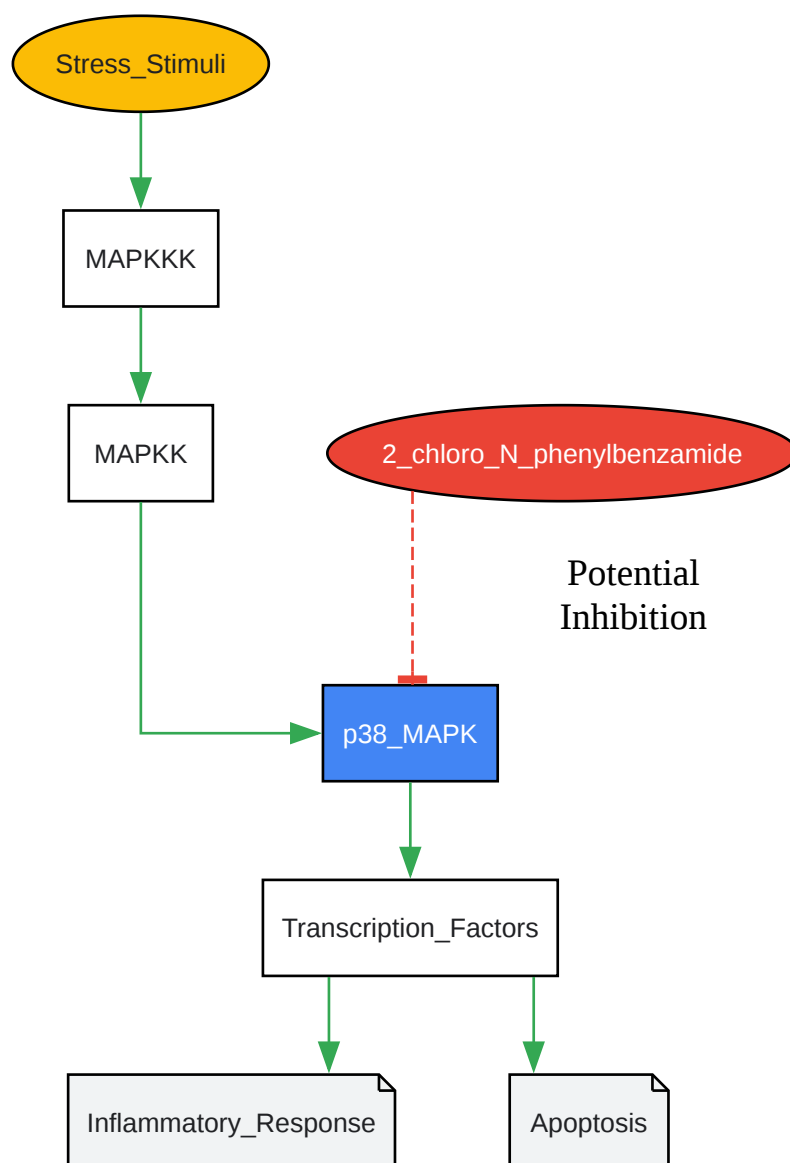 Stress_Stimuli
MAPKKK
MAPKK
2_chloro_N_phenylbenzamide
Potential
Inhibition
p38_MAPK
Transcription_Factors
Inflammatory_Response
Apoptosis